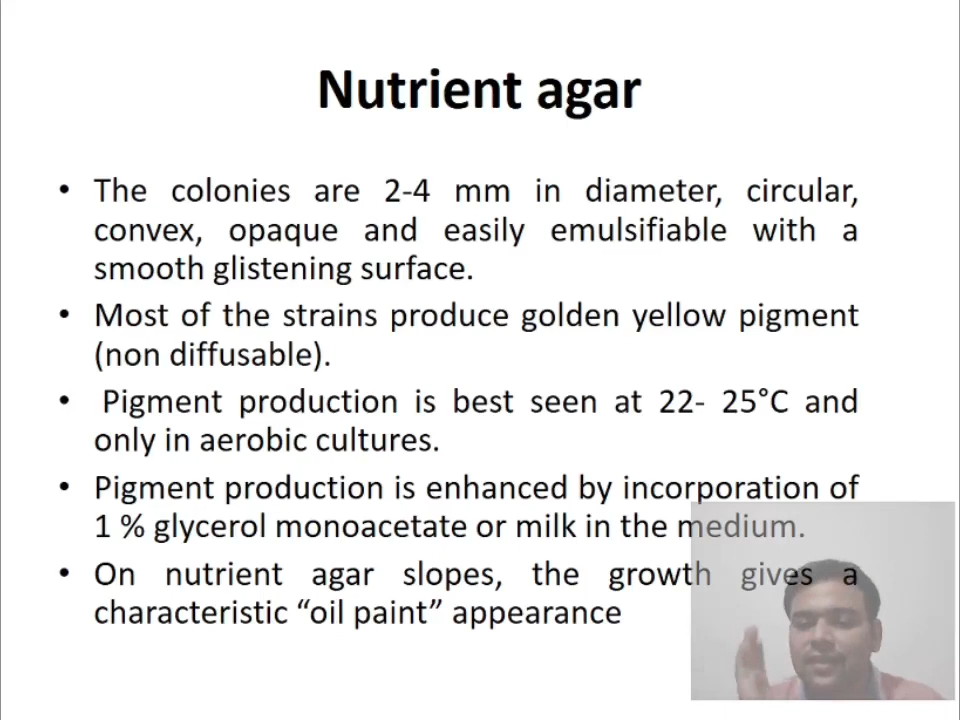 Nutrient agar
• The colonies are 2-4 mm in diameter, circular,
convex, opaque and easily emulsifiable with a
smooth glistening surface.
• Most of the strains produce golden yellow pigment
(non diffusable).
• Pigment production is best seen at 22- 25°C and
only in aerobic cultures.
• Pigment production is enhanced by incorporation of
1 % glycerol monoacetate or milk in the medium.
• On nutrient agar slopes, the growth gives a
characteristic “oil paint” appearance